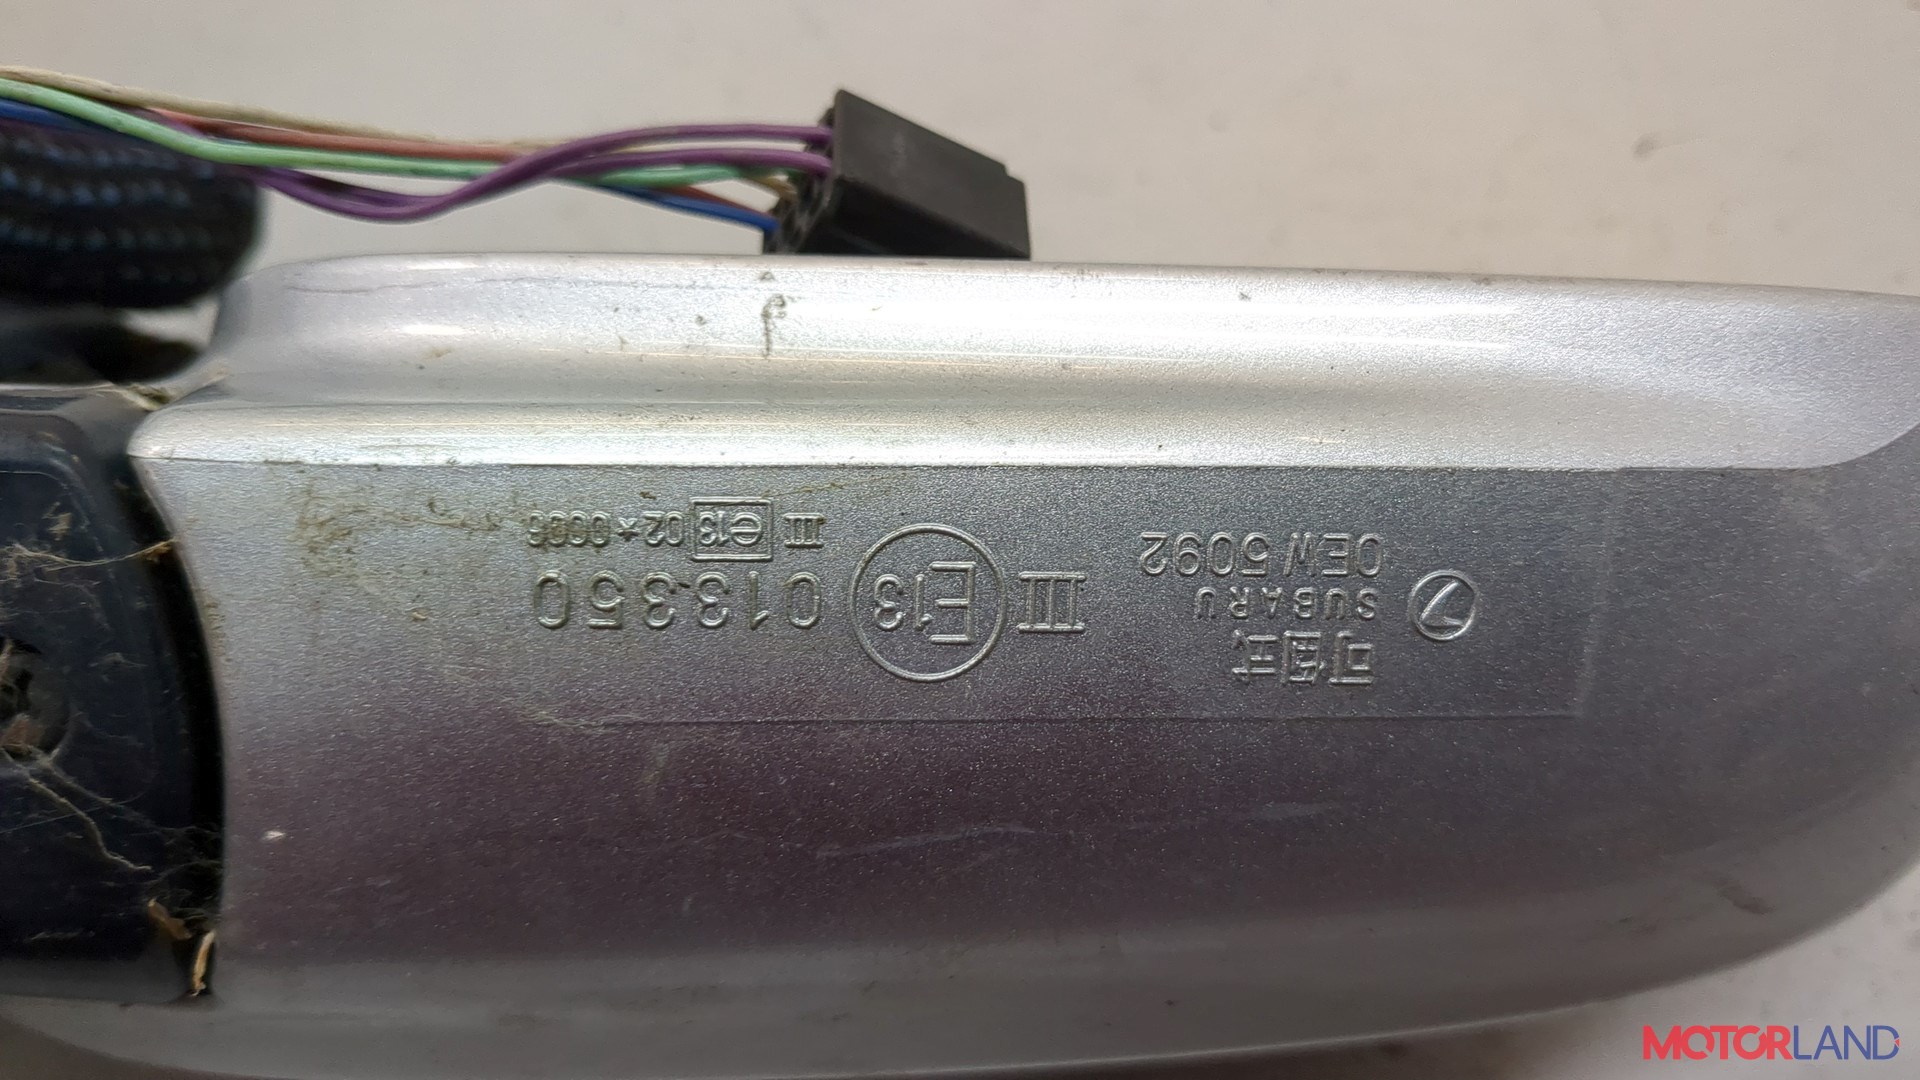 可倒式
SUBARU
OEW 5092
III E13 013350
III e13 02*0006
MOTORLAND